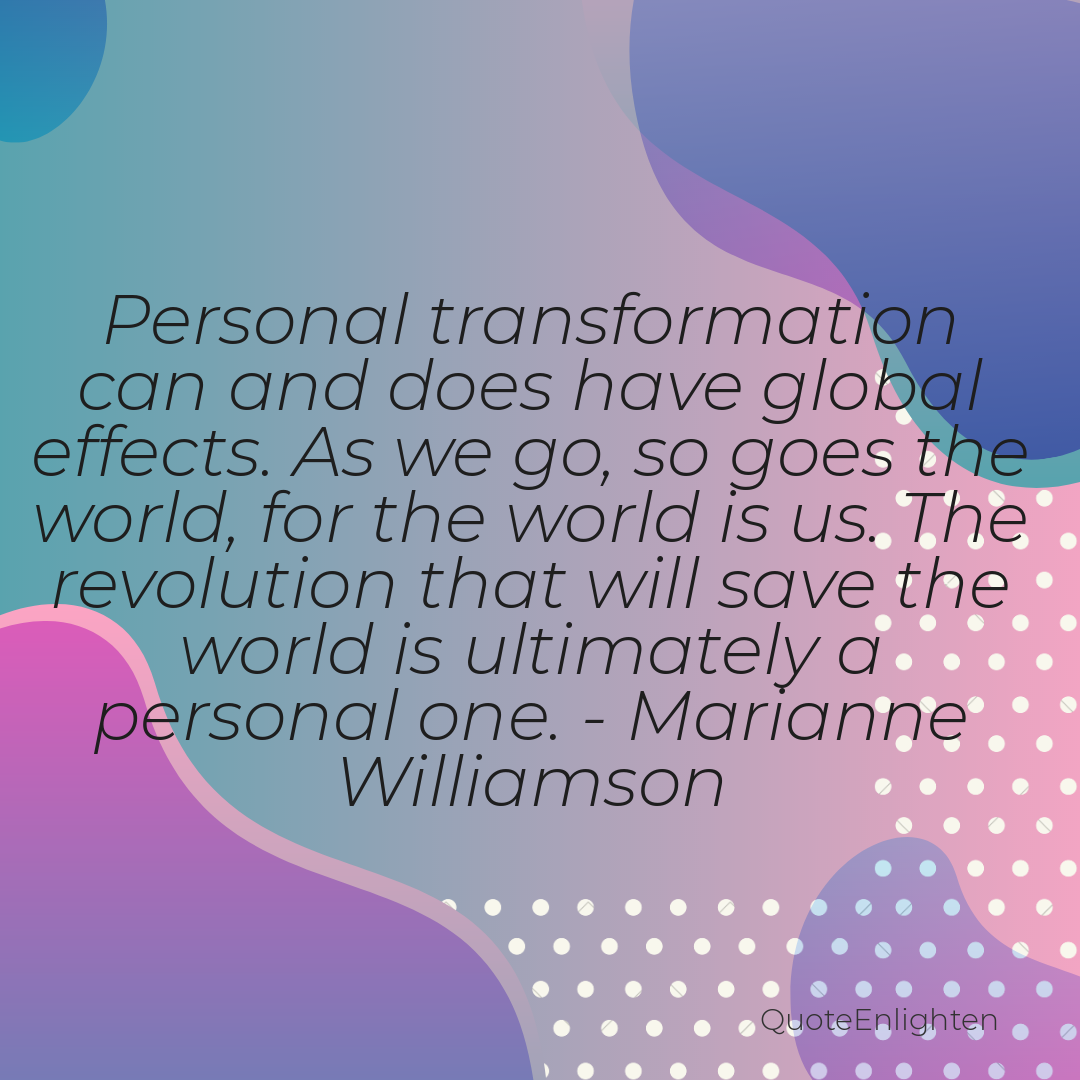 Personal transformation
can and does have global
effects. As we go, so goes the
world, for the world is us. The
revolution that will save the
world is ultimately a
personal one. - Marianne
Williamson
QuoteEnlighten